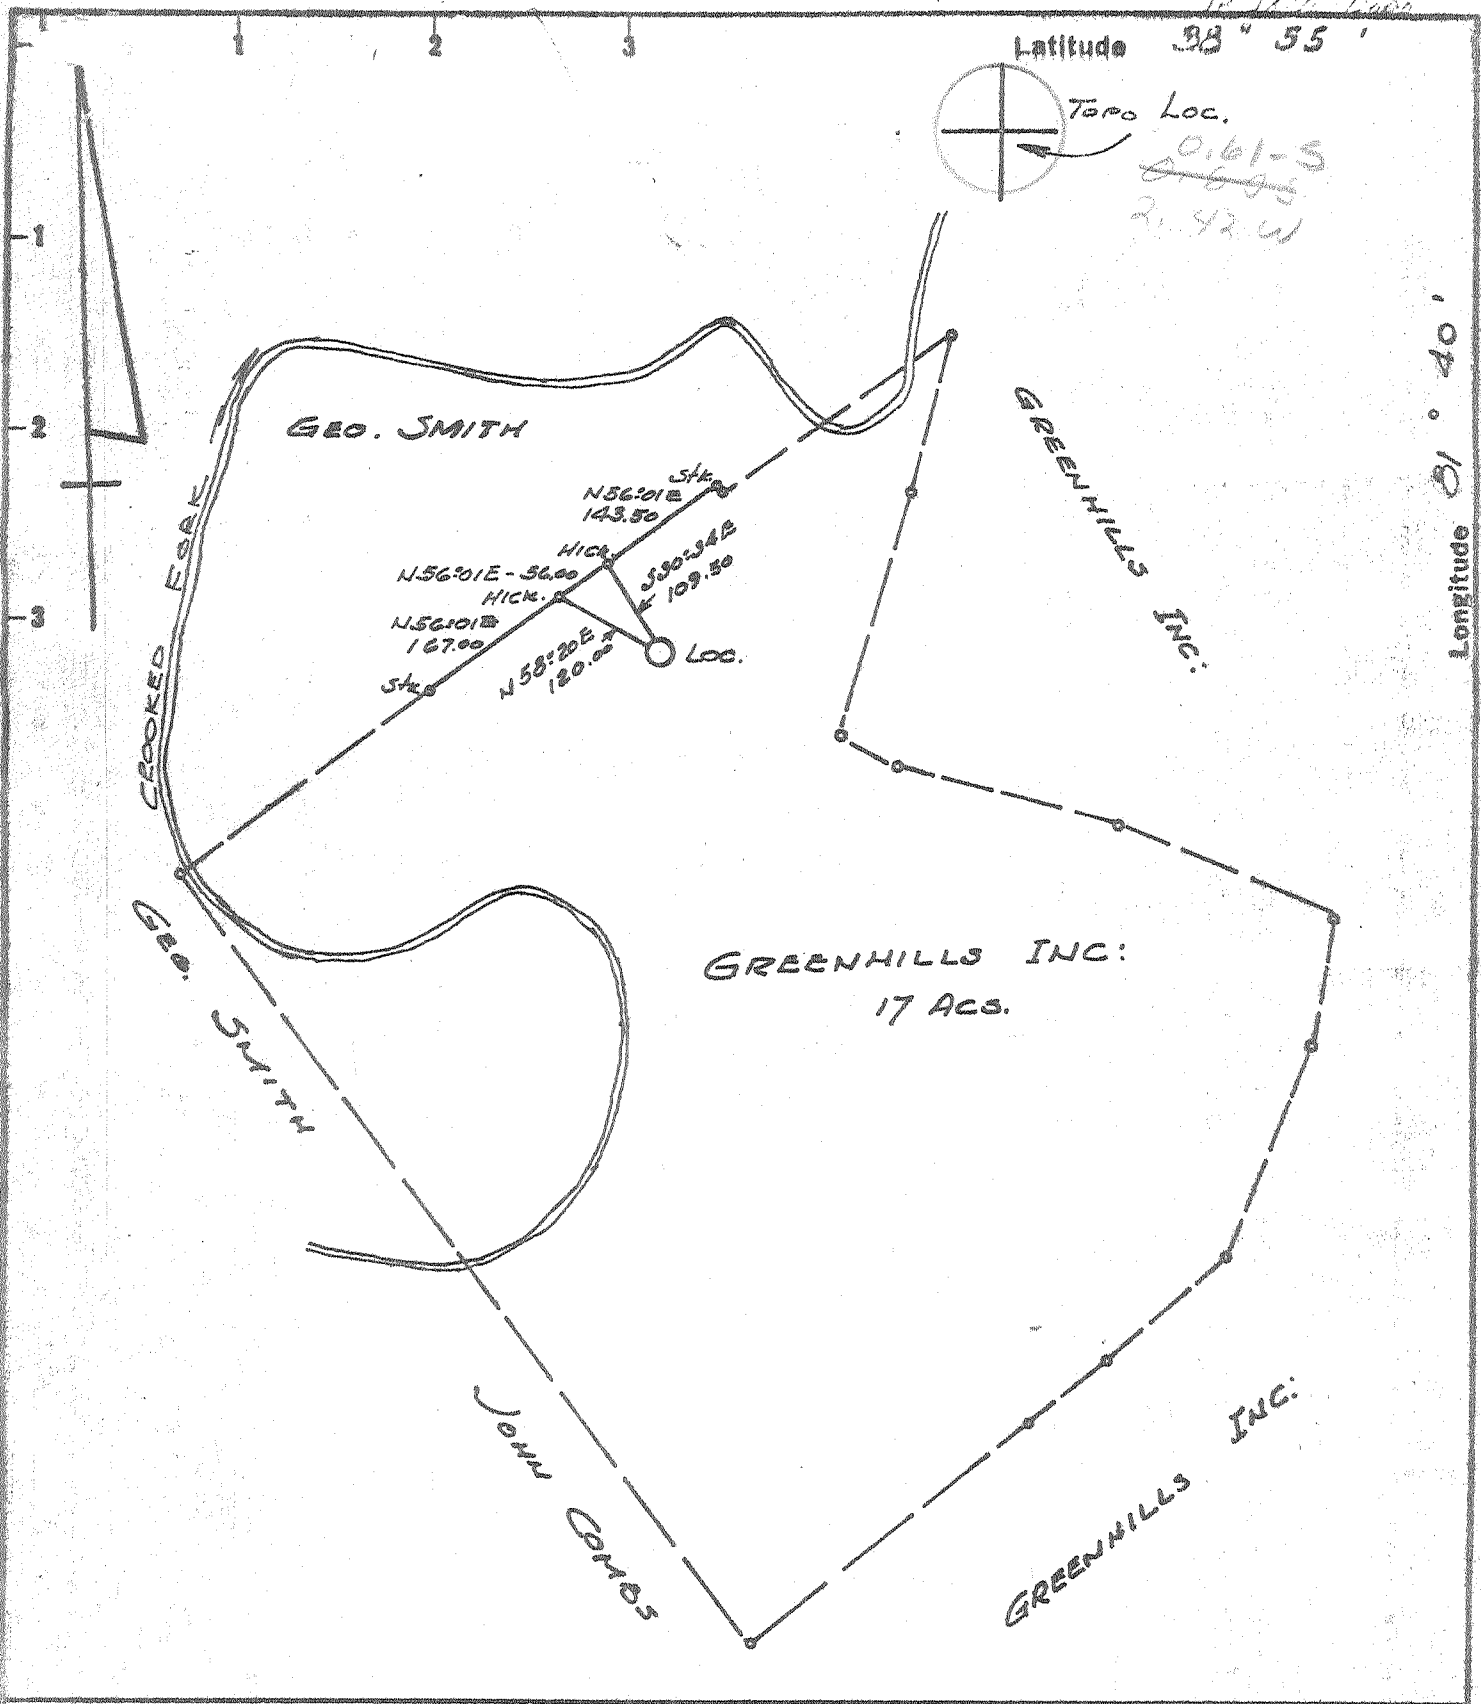 1 2 3
Latitude 38° 55 '
Topo Loc.
0.61-S
2.42 W
1
2
3
Longitude 81 ° 40 '
GEO. SMITH
GREENHILLS INC:
Stk.
N56:01E
143.50
HICK.
S30:34E
109.50
N56:01E - 56.00
HICK.
N56:01E
167.00
N58:20E
120.00
Loc.
Stk.
CROOKED FORK
GEO. SMITH
GREENHILLS INC:
17 Acs.
JOHN COMBS
GREENHILLS INC: